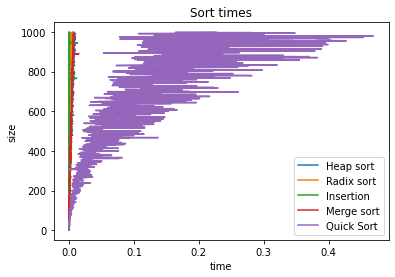 Sort times
1000
800
600
400
200
0
size
0.0 0.1 0.2 0.3 0.4
time
Heap sort
Radix sort
Insertion
Merge sort
Quick Sort